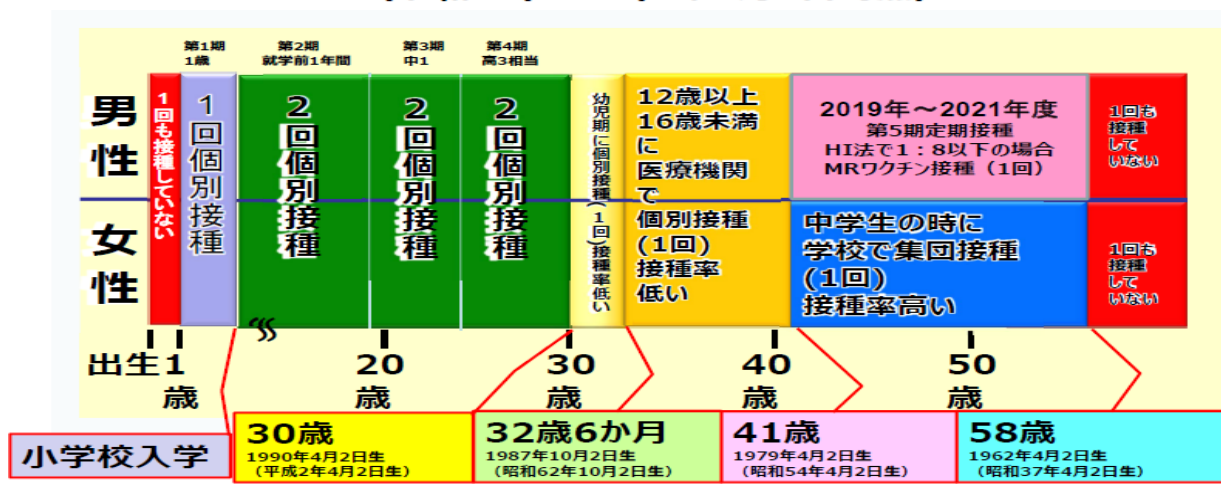 第1期
1歳
第2期
就学前1年間
第3期
中1
第4期
高3相当
男性
女性
1回も接種していない
1回個別接種
2回個別接種
2回個別接種
2回個別接種
幼児期に個別接種(1回)接種率低い
12歳以上
16歳未満
に
医療機関
で
個別接種
(1回)
接種率
低い
2019年～2021年度
第5期定期接種
HI法で1：8以下の場合
MRワクチン接種（1回）
中学生の時に
学校で集団接種
(1回)
接種率高い
1回も
接種
して
いない
1回も
接種
して
いない
出生
1
歳
20
歳
30
歳
40
歳
50
歳
小学校入学
30歳
1990年4月2日生
（平成2年4月2日生）
32歳6か月
1987年10月2日生
（昭和62年10月2日生）
41歳
1979年4月2日生
（昭和54年4月2日生）
58歳
1962年4月2日生
（昭和37年4月2日生）